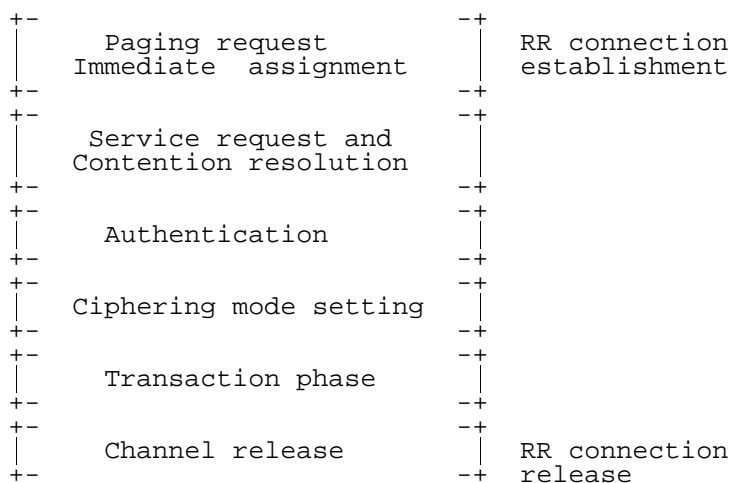 Paging request RR connection
Immediate assignment establishment
Service request and
Contention resolution
Authentication
Ciphering mode setting
Transaction phase
Channel release RR connection
release